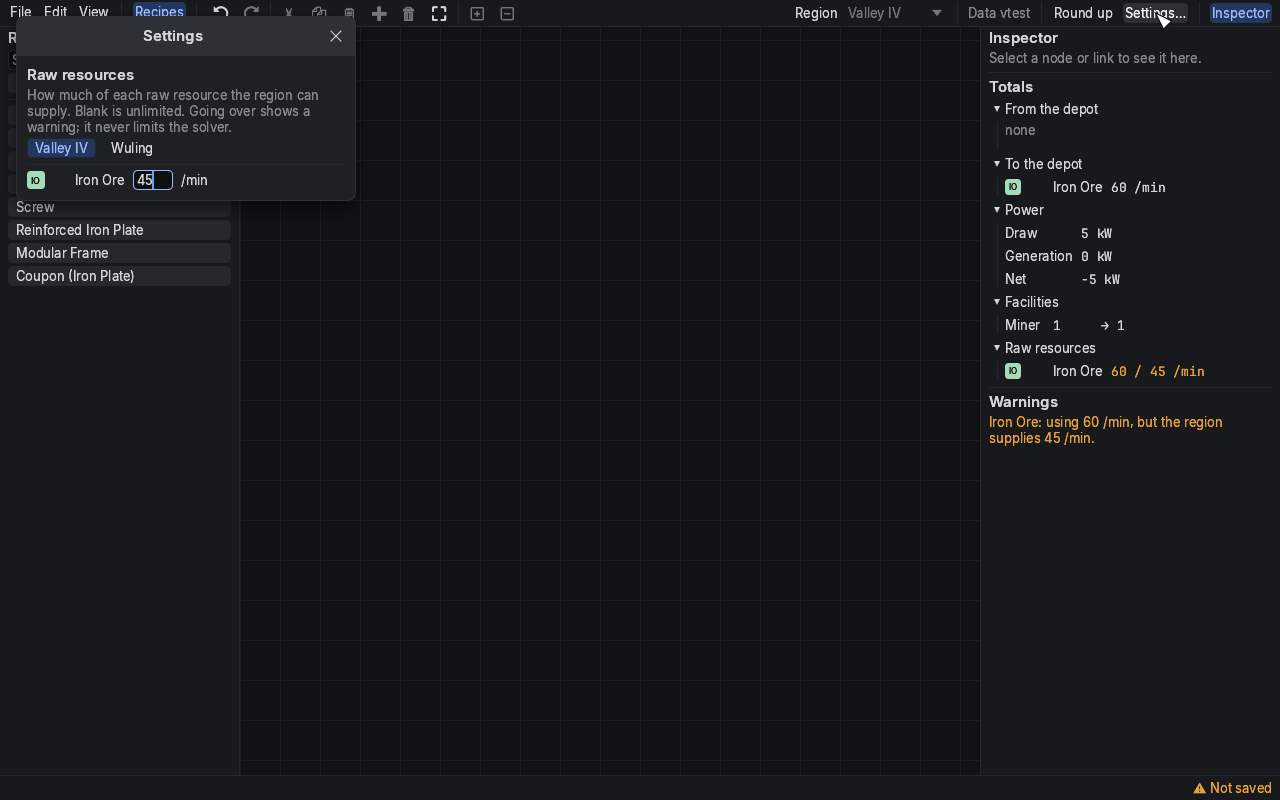 File Edit View Recipes Region Valley IV Data vtest Round up Settings... Inspector
Settings
Raw resources
How much of each raw resource the region can
supply. Blank is unlimited. Going over shows a
warning; it never limits the solver.
Valley IV Wuling
IO Iron Ore 45 /min
Screw
Reinforced Iron Plate
Modular Frame
Coupon (Iron Plate)
Inspector
Select a node or link to see it here.
Totals
From the depot
none
To the depot
IO Iron Ore 60 /min
Power
Draw 5 kW
Generation 0 kW
Net -5 kW
Facilities
Miner 1 → 1
Raw resources
IO Iron Ore 60 / 45 /min
Warnings
Iron Ore: using 60 /min, but the region
supplies 45 /min.
Not saved